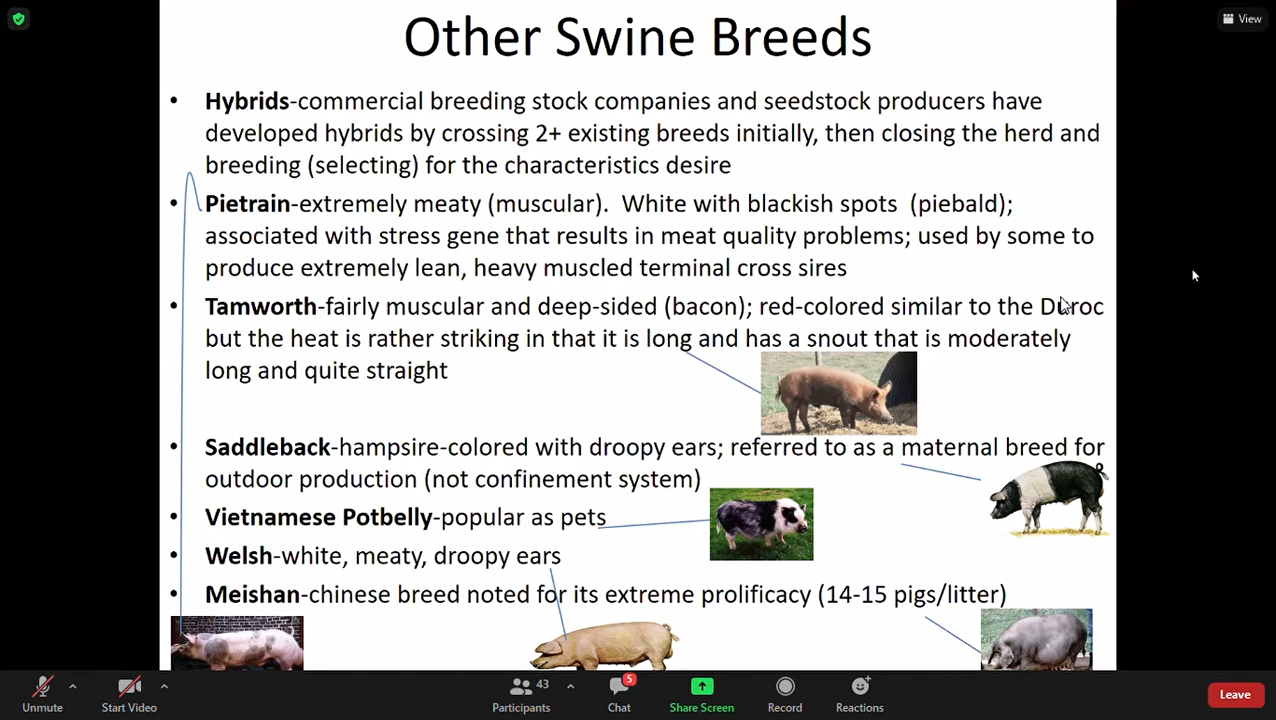 View
Other Swine Breeds
• Hybrids-commercial breeding stock companies and seedstock producers have
developed hybrids by crossing 2+ existing breeds initially, then closing the herd and
breeding (selecting) for the characteristics desire
• Pietrain-extremely meaty (muscular). White with blackish spots (piebald);
associated with stress gene that results in meat quality problems; used by some to
produce extremely lean, heavy muscled terminal cross sires
• Tamworth-fairly muscular and deep-sided (bacon); red-colored similar to the Duroc
but the heat is rather striking in that it is long and has a snout that is moderately
long and quite straight
• Saddleback-hampsire-colored with droopy ears; referred to as a maternal breed for
outdoor production (not confinement system)
• Vietnamese Potbelly-popular as pets
• Welsh-white, meaty, droopy ears
• Meishan-chinese breed noted for its extreme prolificacy (14-15 pigs/litter)
43 5
Unmute Start Video Participants Chat Share Screen Record Reactions Leave